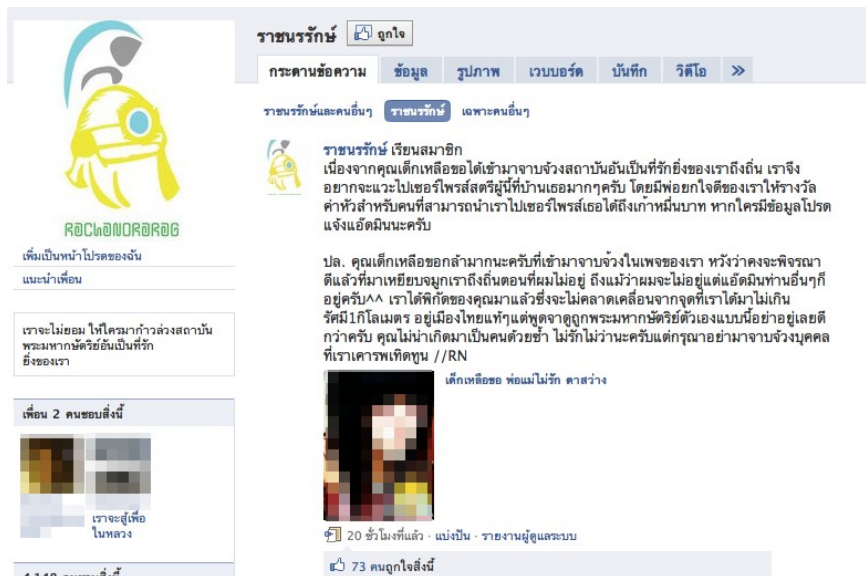 ราชนรรักษ์ ถูกใจ
กระดานข้อความ ข้อมูล รูปภาพ เวบบอร์ด บันทึก วิดีโอ »
ราชนรรักษ์และคนอื่นๆ ราชนรรักษ์ เฉพาะคนอื่นๆ
RACHANORARAG
เพิ่มเป็นหน้าโปรดของฉัน
แนะนำเพื่อน
เราจะไม่ยอม ให้ใครมาก้าวล่วงสถาบัน
พระมหากษัตริย์อันเป็นที่รัก
ยิ่งของเรา
เพื่อน 2 คนชอบสิ่งนี้
เราจะสู้เพื่อ
ในหลวง
ราชนรรักษ์ เรียนสมาชิก
เนื่องจากคุณเด็กเหลือขอได้เข้ามาจาบจ้วงสถาบันอันเป็นที่รักยิ่งของเราถึงถิ่น เราจึง
อยากจะแวะไปเซอร์ไพรส์สตรีผู้นี้ที่บ้านเธอมากๆครับ โดยมีพ่อยกใจดีของเราให้รางวัล
ค่าหัวสำหรับคนที่สามารถนำเราไปเซอร์ไพรส์เธอได้ถึงเก้าหมื่นบาท หากใครมีข้อมูลโปรด
แจ้งแอ๊ดมินนะครับ
ปล. คุณเด็กเหลือขอกล้ามากนะครับที่เข้ามาจาบจ้วงในเพจของเรา หวังว่าคงจะพิจรณา
ดีแล้วที่มาเหยียบจมูกเราถึงถิ่นตอนที่ผมไม่อยู่ ถึงแม้ว่าผมจะไม่อยู่แต่แอ๊ดมินท่านอื่นๆก็
อยู่ครับ^^ เราได้พิกัดของคุณมาแล้วซึ่งจะไม่คลาดเคลื่อนจากจุดที่เราได้มาไม่เกิน
รัศมี1กิโลเมตร อยู่เมืองไทยแท้ๆแต่พูดจาดูถูกพระมหากษัตริย์ตัวเองแบบนี้อย่าอยู่เลยดี
กว่าครับ คุณไม่น่าเกิดมาเป็นคนด้วยซ้ำ ไม่รักไม่ว่านะครับแต่กรุณาอย่ามาจาบจ้วงบุคคล
ที่เราเคารพเทิดทูน //RN
เด็กเหลือขอ พ่อแม่ไม่รัก ตาสว่าง
20 ชั่วโมงที่แล้ว · แบ่งปัน · รายงานผู้ดูแลระบบ
73 คนถูกใจสิ่งนี้